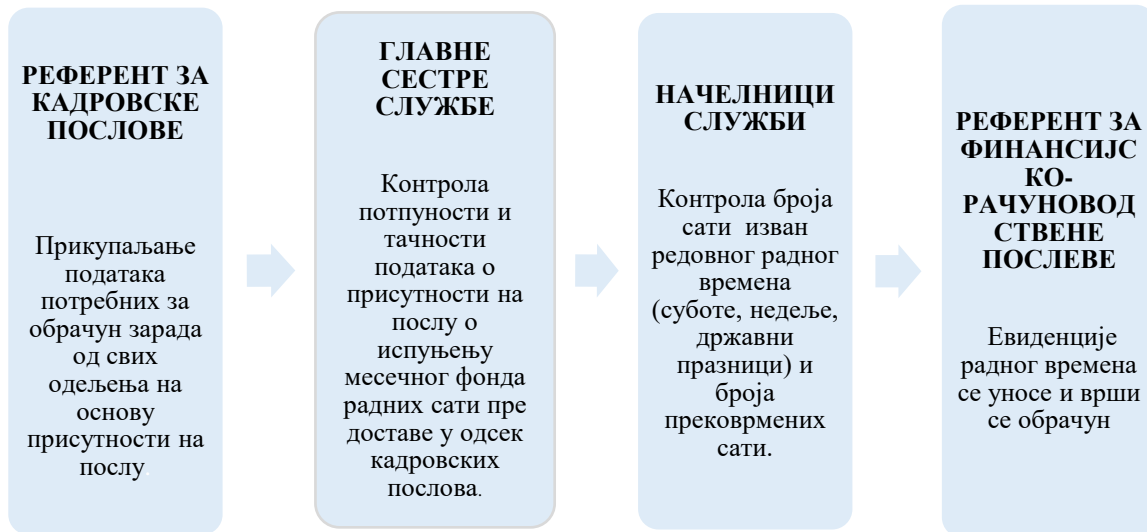 РЕФЕРЕНТ ЗА
КАДРОВСКЕ
ПОСЛОВЕ
Прикупаљање
података
потребних за
обрачун зарада
од свих
одељења на
основу
присутности на
послу.
ГЛАВНЕ
СЕСТРЕ
СЛУЖБЕ
Контрола
потпуности и
тачности
података о
присутности на
послу о
испуњењу
месечног фонда
радних сати пре
доставе у одсек
кадровских
послова.
НАЧЕЛНИЦИ
СЛУЖБИ
Контрола броја
сати изван
редовног радног
времена
(суботе, недеље,
државни
празници) и
броја
прековрмених
сати.
РЕФЕРЕНТ ЗА
ФИНАНСИЈС
КО-
РАЧУНОВОД
СТВЕНЕ
ПОСЛЕВЕ
Евиденције
радног времена
се уносе и врши
се обрачун